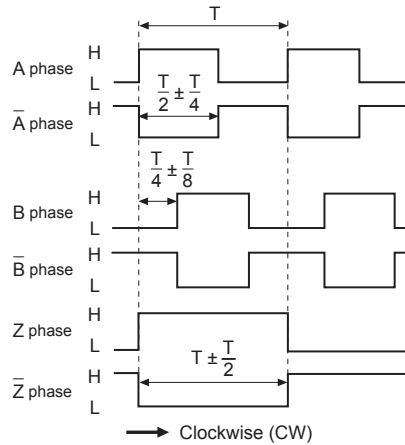 T
H
A phase
L
T/2 ± T/4
H
A̅ phase
L
T/4 ± T/8
H
B phase
L
H
B̅ phase
L
H
Z phase
L
T ± T/2
H
Z̅ phase
L
Clockwise (CW)